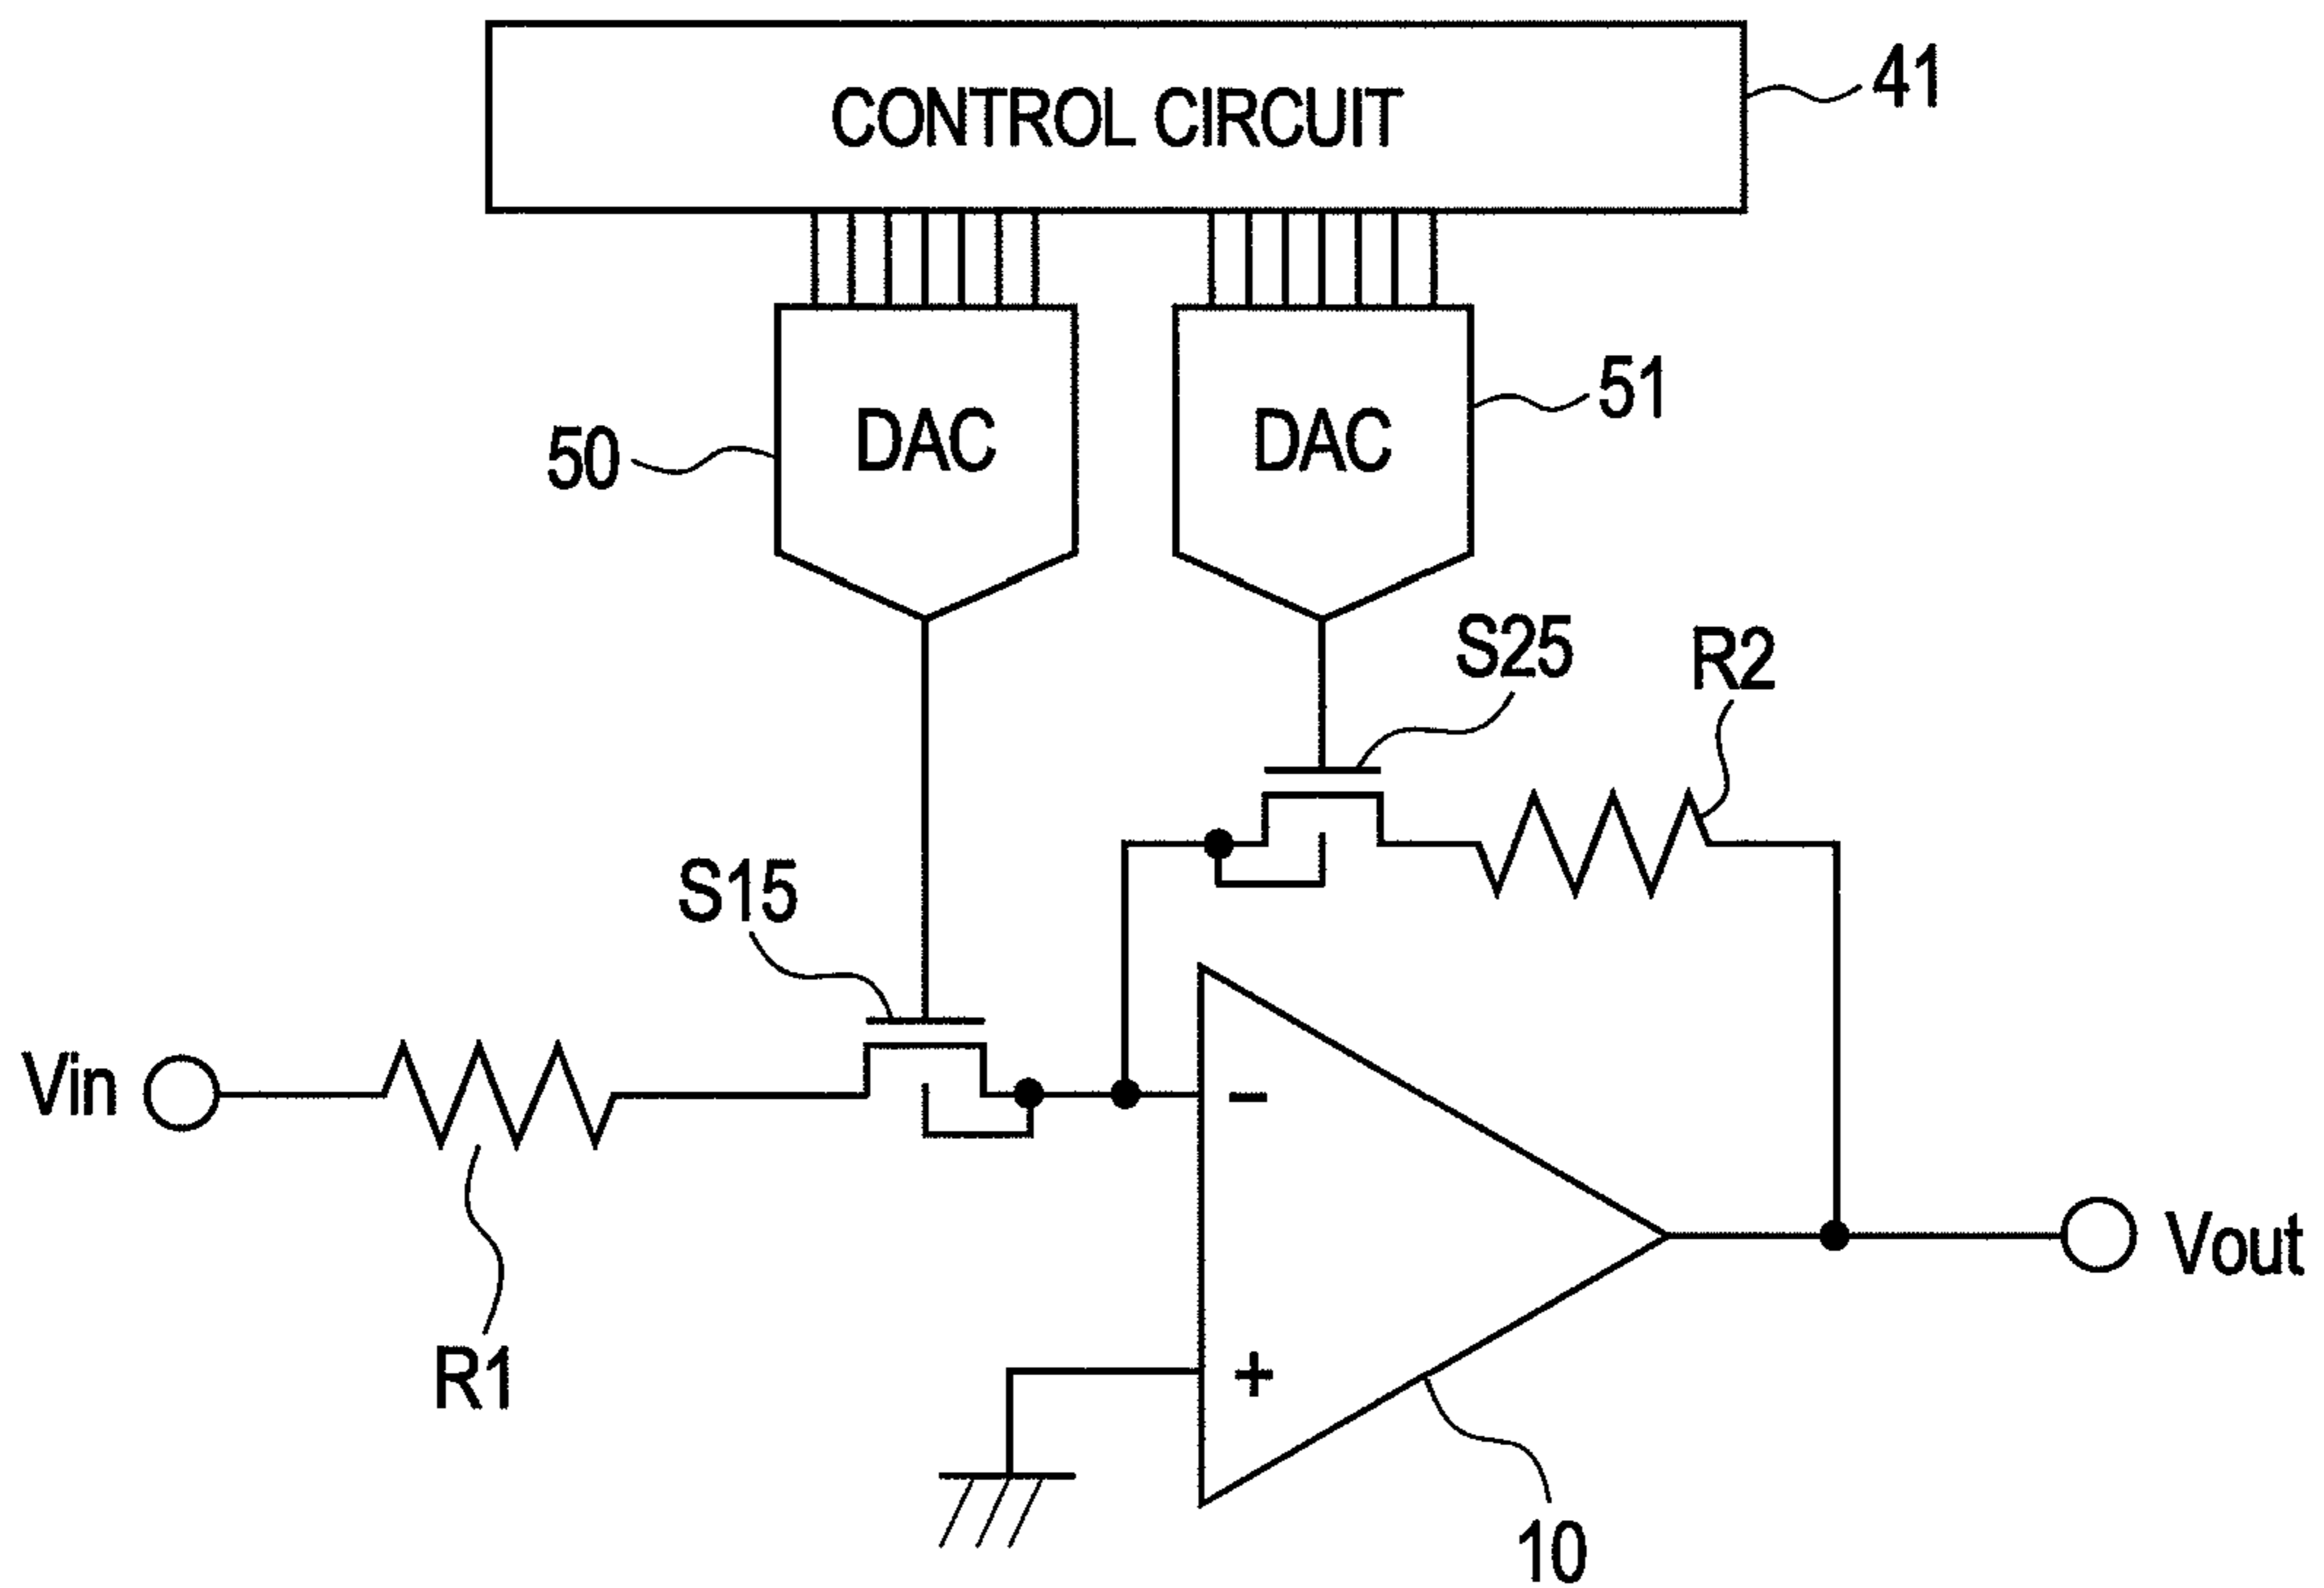 CONTROL CIRCUIT
41
DAC
DAC
51
50
S25
R2
S15
Vin
-
R1
+
Vout
10